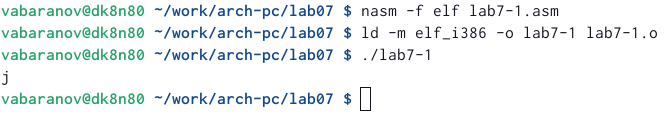 vabaranov@dk8n80 ~/work/arch-pc/lab07 $ nasm -f elf lab7-1.asm
vabaranov@dk8n80 ~/work/arch-pc/lab07 $ ld -m elf_i386 -o lab7-1 lab7-1.o
vabaranov@dk8n80 ~/work/arch-pc/lab07 $ ./lab7-1
j
vabaranov@dk8n80 ~/work/arch-pc/lab07 $